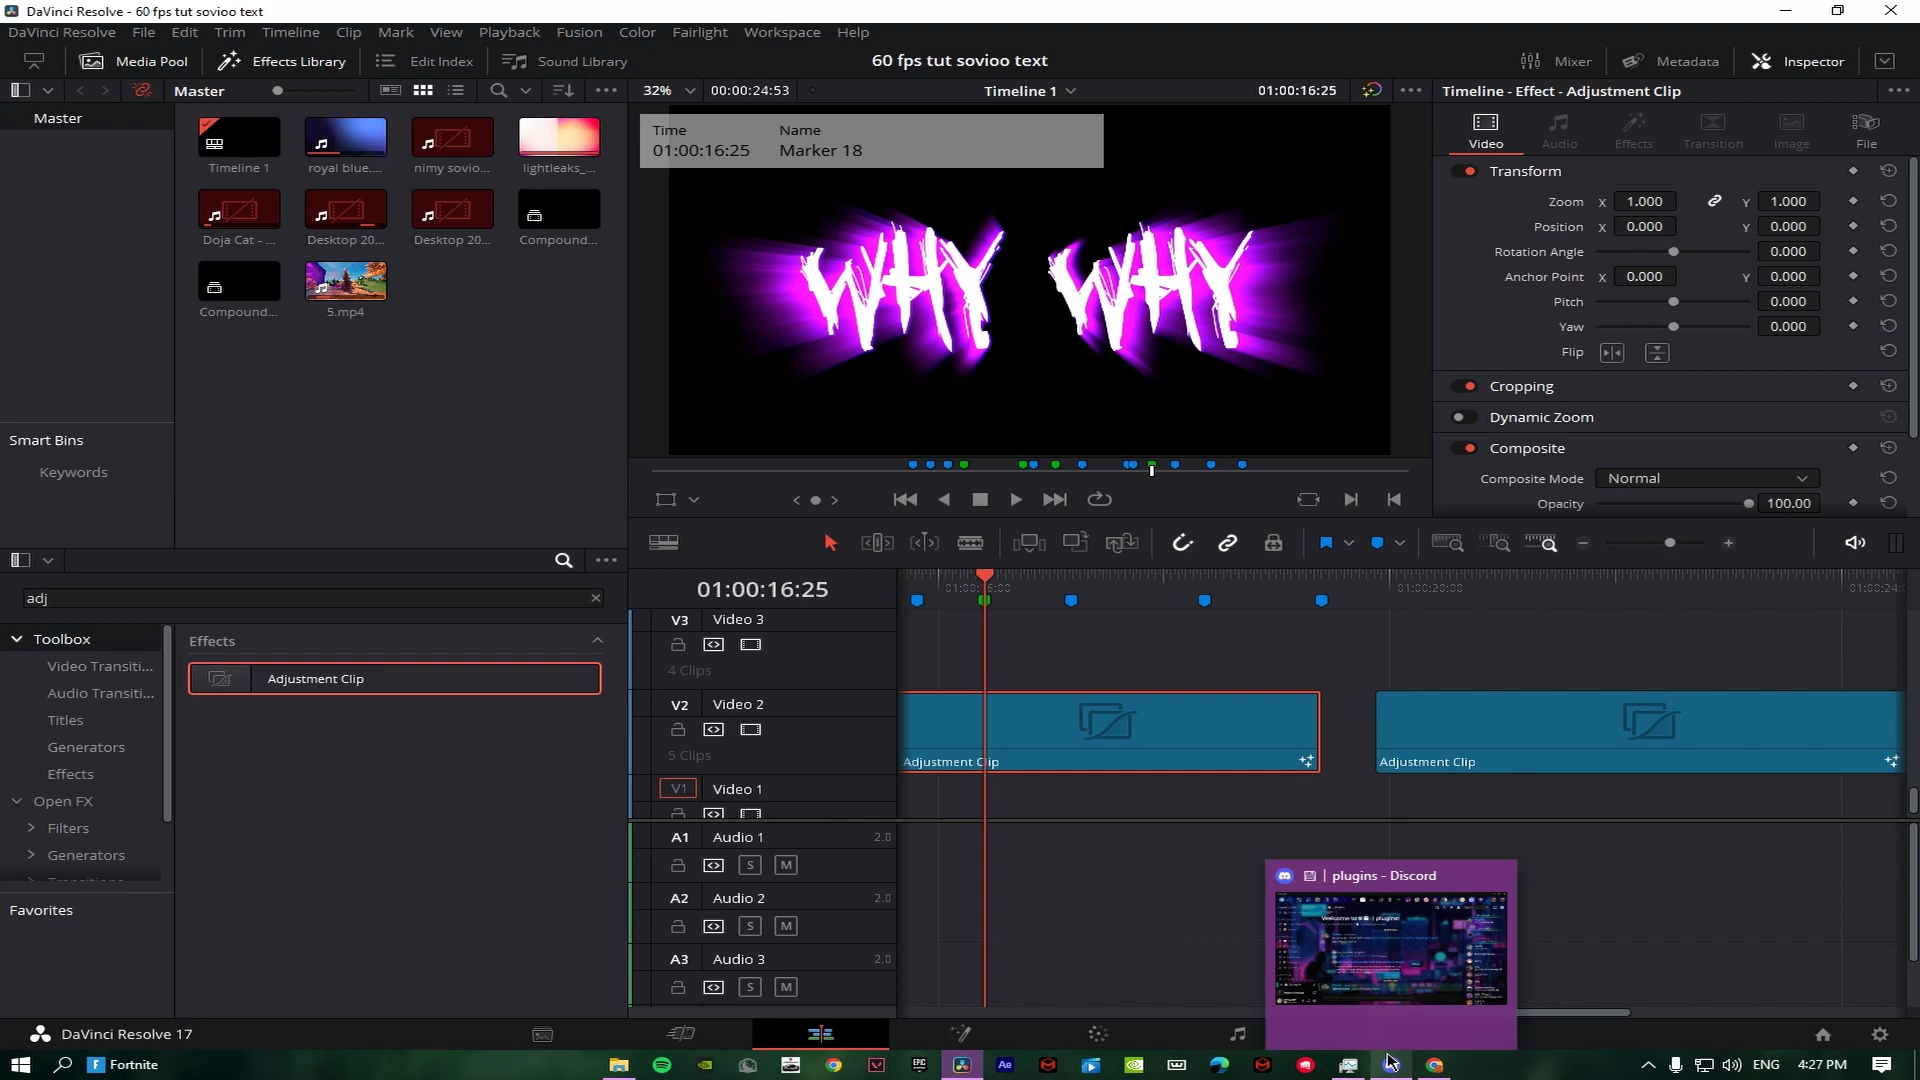 DaVinci Resolve - 60 fps tut sovioo text
DaVinci Resolve File Edit Trim Timeline Clip Mark View Playback Fusion Color Fairlight Workspace Help
Media Pool Effects Library Edit Index Sound Library 60 fps tut sovioo text Mixer Metadata Inspector
Master 32% 00:00:24:53 Timeline 1 01:00:16:25 Timeline - Effect - Adjustment Clip
Master
Timeline 1 royal blue.... nimy sovio... lightleaks_...
Doja Cat - ... Desktop 20... Desktop 20... Compound...
Compound... 5.mp4
Smart Bins
Keywords
Time Name
01:00:16:25 Marker 18
WHY WHY
Video Audio Effects Transition Image File
Transform
Zoom X 1.000 Y 1.000
Position X 0.000 Y 0.000
Rotation Angle 0.000
Anchor Point X 0.000 Y 0.000
Pitch 0.000
Yaw 0.000
Flip
Cropping
Dynamic Zoom
Composite
Composite Mode Normal
Opacity 100.00
adj
Toolbox
Video Transiti...
Audio Transiti...
Titles
Generators
Effects
Open FX
Filters
Generators
Favorites
Effects
Adjustment Clip
01:00:16:25
01:00:20:00
V3 Video 3
4 Clips
V2 Video 2
5 Clips
Adjustment Clip Adjustment Clip
V1 Video 1
A1 Audio 1 2.0
S M
A2 Audio 2 2.0
S M
A3 Audio 3 2.0
S M
plugins - Discord
DaVinci Resolve 17
Fortnite
Ae
EPIC
ENG 4:27 PM